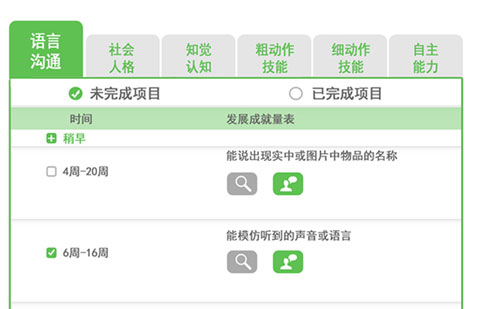 语言
沟通
社会
人格
知觉
认知
粗动作
技能
细动作
技能
自主
能力
未完成项目
已完成项目
时间
发展成就量表
稍早
能说出现实中或图片中物品的名称
4周-20周
能模仿听到的声音或语言
6周-16周